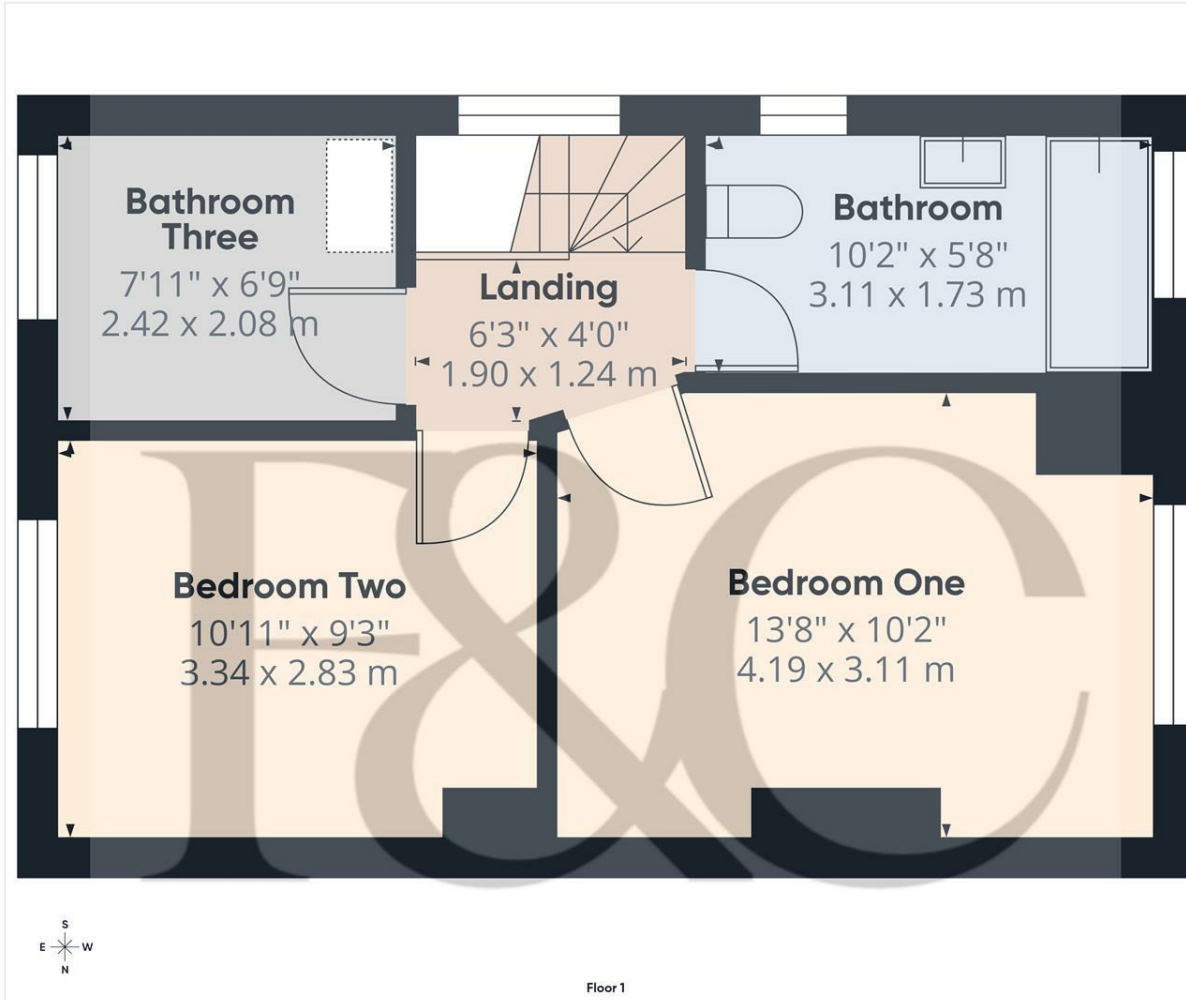 Bathroom
Three
7'11" x 6'9"
2.42 x 2.08 m
Landing
6'3" x 4'0"
1.90 x 1.24 m
Bathroom
10'2" x 5'8"
3.11 x 1.73 m
Bedroom Two
10'11" x 9'3"
3.34 x 2.83 m
Bedroom One
13'8" x 10'2"
4.19 x 3.11 m
F&C
S
E W
N
Floor 1